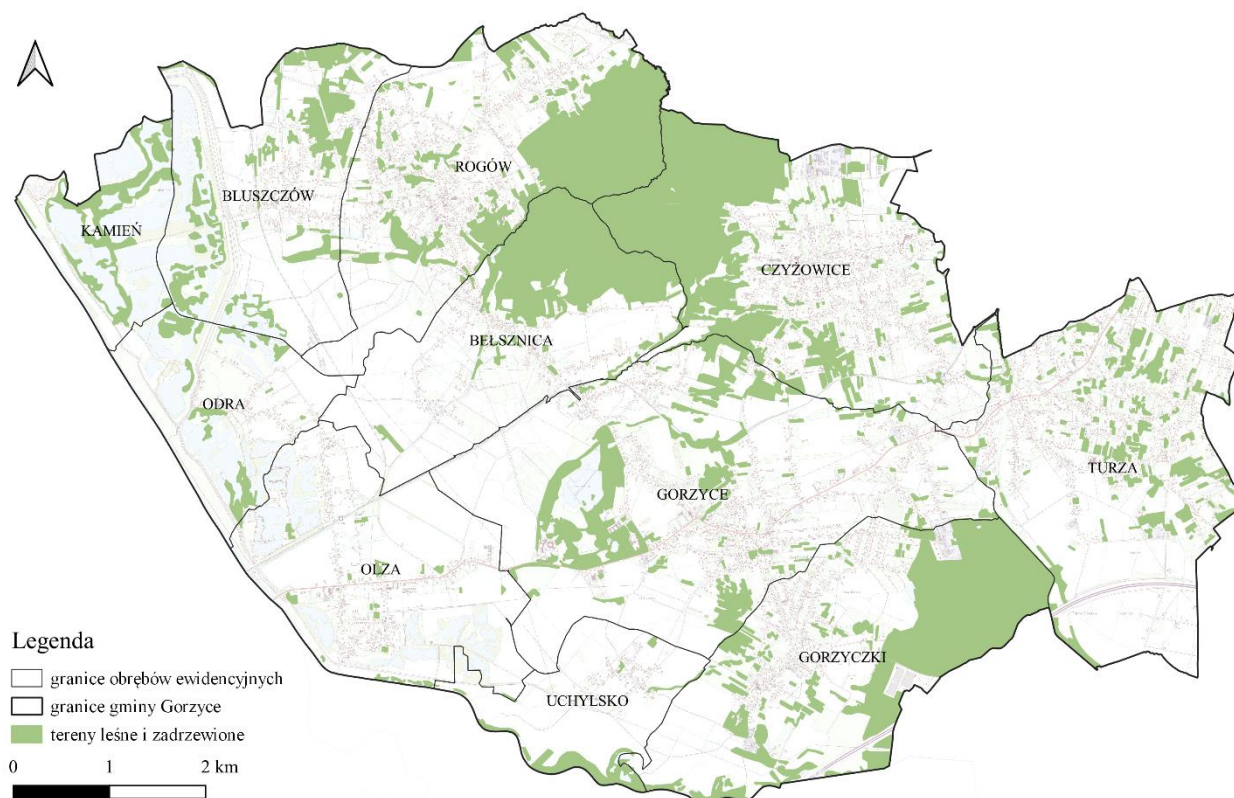 ROGÓW
BLUSZCZÓW
KAMIEŃ
CZYŻOWICE
BEŁSZNICA
ODRA
TURZA
GORZYCE
OLZA
GORZYCZKI
UCHYLSKO
Legenda
granice obrębów ewidencyjnych
granice gminy Gorzyce
tereny leśne i zadrzewione
0 1 2 km